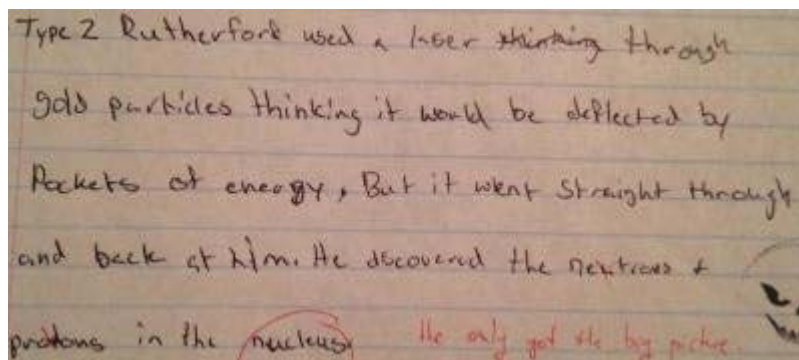 Type 2 Rutherford used a laser thinking through
gold particles thinking it would be deflected by
Pockets of energy, But it went straight through
and back at him. He discovered the neutrons +
protons in the nucleus. He only got the big picture.